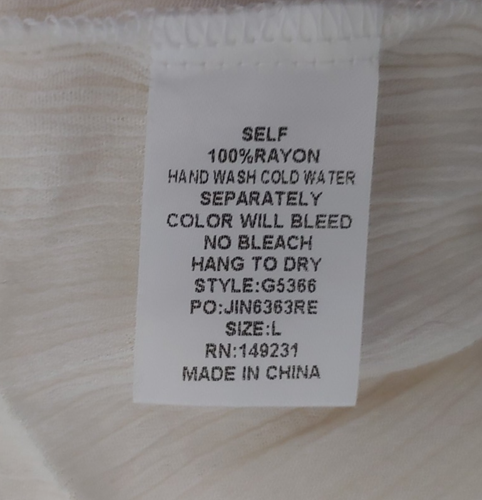 SELF
100%RAYON
HAND WASH COLD WATER
SEPARATELY
COLOR WILL BLEED
NO BLEACH
HANG TO DRY
STYLE:G5366
PO:JIN6363RE
SIZE:L
RN:149231
MADE IN CHINA